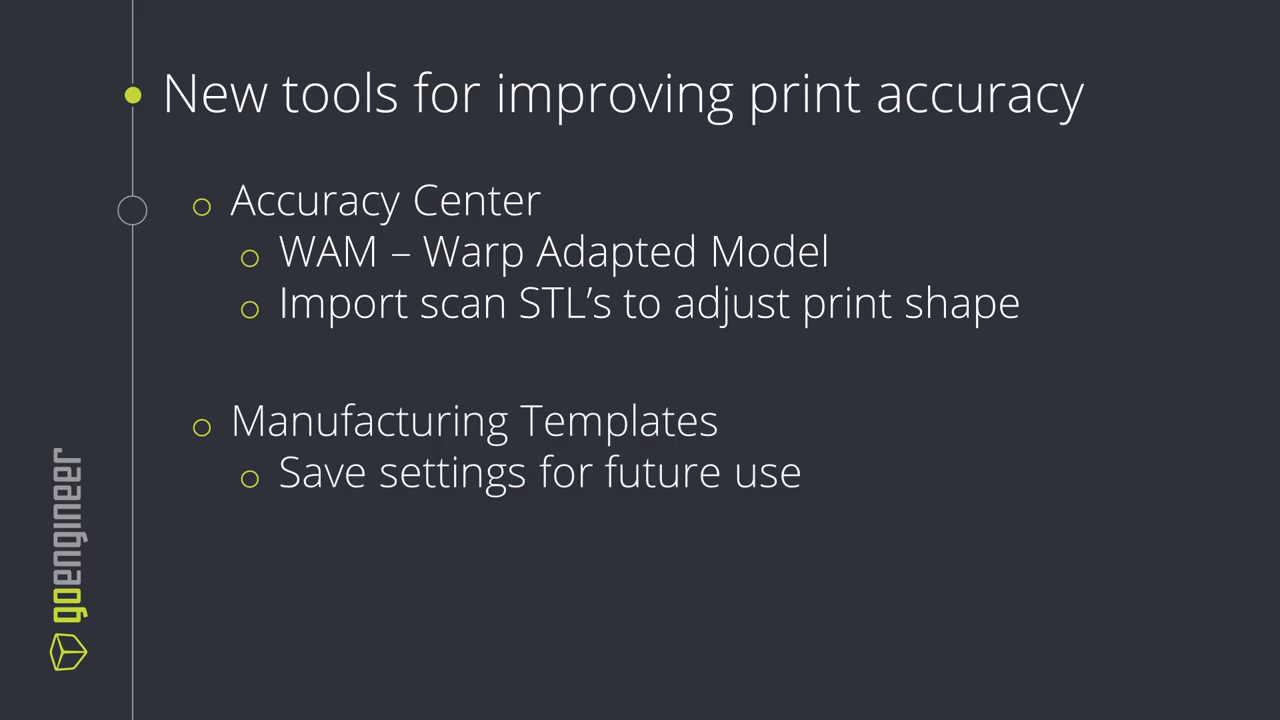 New tools for improving print accuracy
Accuracy Center
WAM – Warp Adapted Model
Import scan STL’s to adjust print shape
Manufacturing Templates
Save settings for future use
goengineer